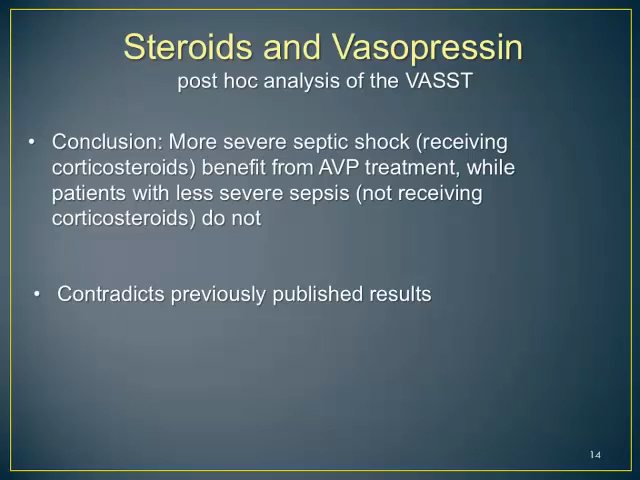 Steroids and Vasopressin
post hoc analysis of the VASST
• Conclusion: More severe septic shock (receiving
corticosteroids) benefit from AVP treatment, while
patients with less severe sepsis (not receiving
corticosteroids) do not
• Contradicts previously published results
14